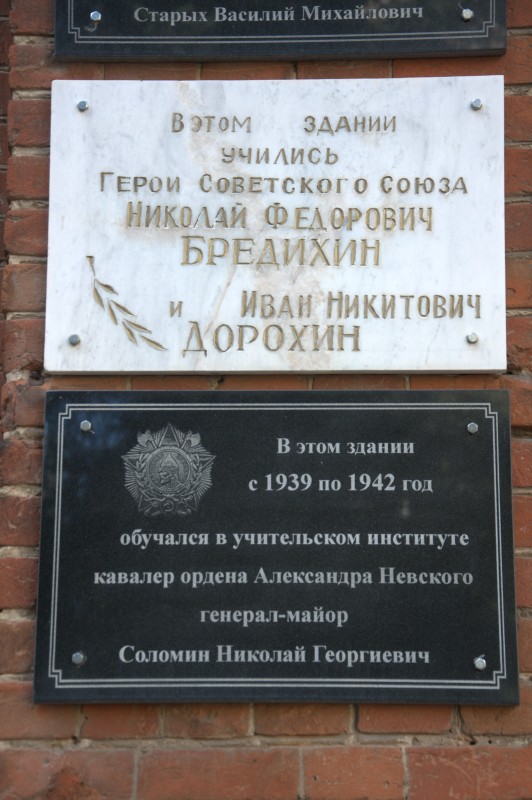 Старых Василий Михайлович
В этом здании
учились
Герои Советского Союза
Николай Федорович
Бредихин
и Иван Никитович
Дорохин
В этом здании
с 1939 по 1942 год
обучался в учительском институте
кавалер ордена Александра Невского
генерал-майор
Соломин Николай Георгиевич